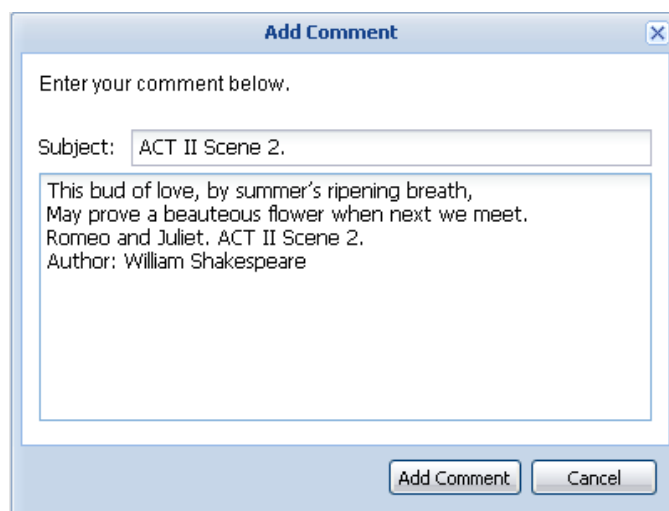 Add Comment
Enter your comment below.
Subject: ACT II Scene 2.
This bud of love, by summer's ripening breath,
May prove a beauteous flower when next we meet.
Romeo and Juliet. ACT II Scene 2.
Author: William Shakespeare
Add Comment Cancel